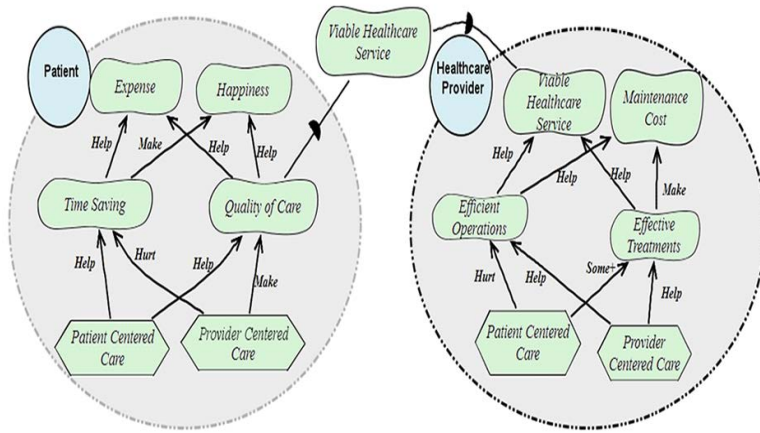 Viable Healthcare
Service
Patient
Expense
Happiness
Help
Make
Help
Help
Time Saving
Quality of Care
Help
Hurt
Help
Make
Patient Centered
Care
Provider Centered
Care
Healthcare
Provider
Viable
Healthcare
Service
Maintenance
Cost
Help
Help
Help
Make
Efficient
Operations
Effective
Treatments
Hurt
Help
Some+
Help
Patient Centered
Care
Provider
Centered Care